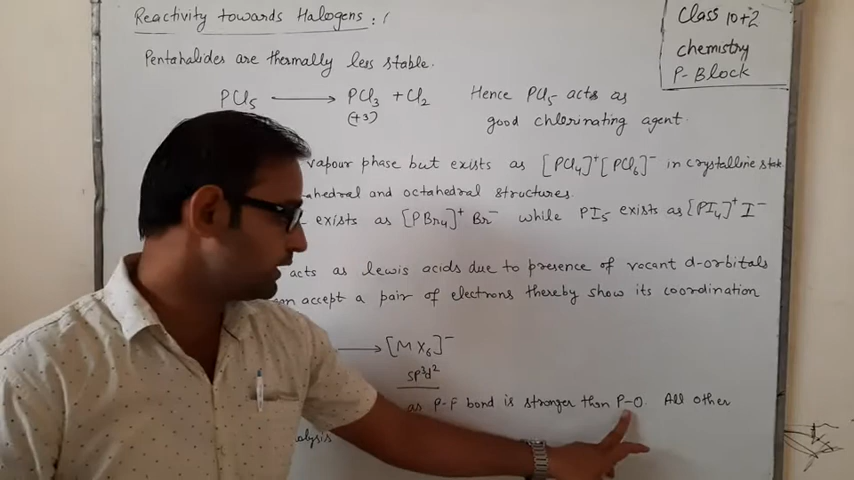 Reactivity towards Halogens :
Class 10+2
chemistry
P-Block
Pentahalides are thermally less stable.
PCl5 → PCl3 + Cl2
(+3)
Hence PCl5 acts as
good chlorinating agent.
vapour phase but exists as [PCl4]+ [PCl6]- in crystalline state
and octahedral structures.
exists as [PBr4]+ Br- while PI5 exists as [PI4]+ I-
acts as lewis acids due to presence of vacant d-orbitals
accept a pair of electrons thereby show its coordination
→ [MX6]-
sp3d2
as P-F bond is stronger than P-O. All other